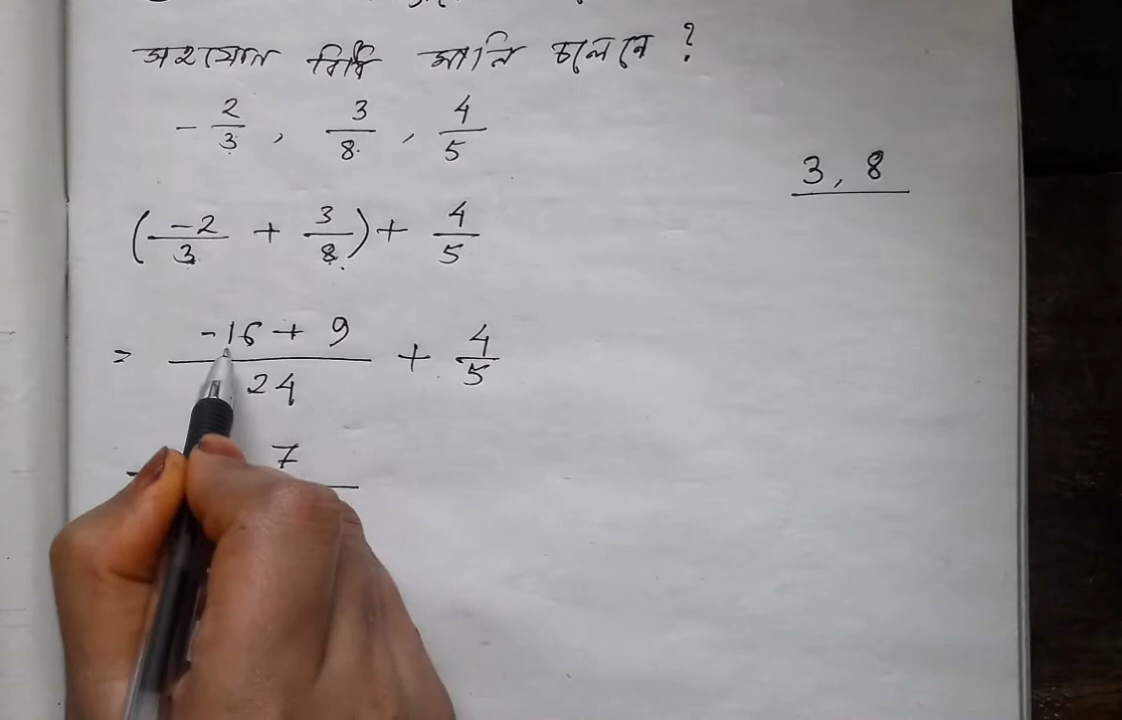 সহযোগ বিধি মানি চলেনে ?
- 2/3 , 3/8 , 4/5
3, 8
(-2/3 + 3/8) + 4/5
= (-16 + 9)/24 + 4/5
7